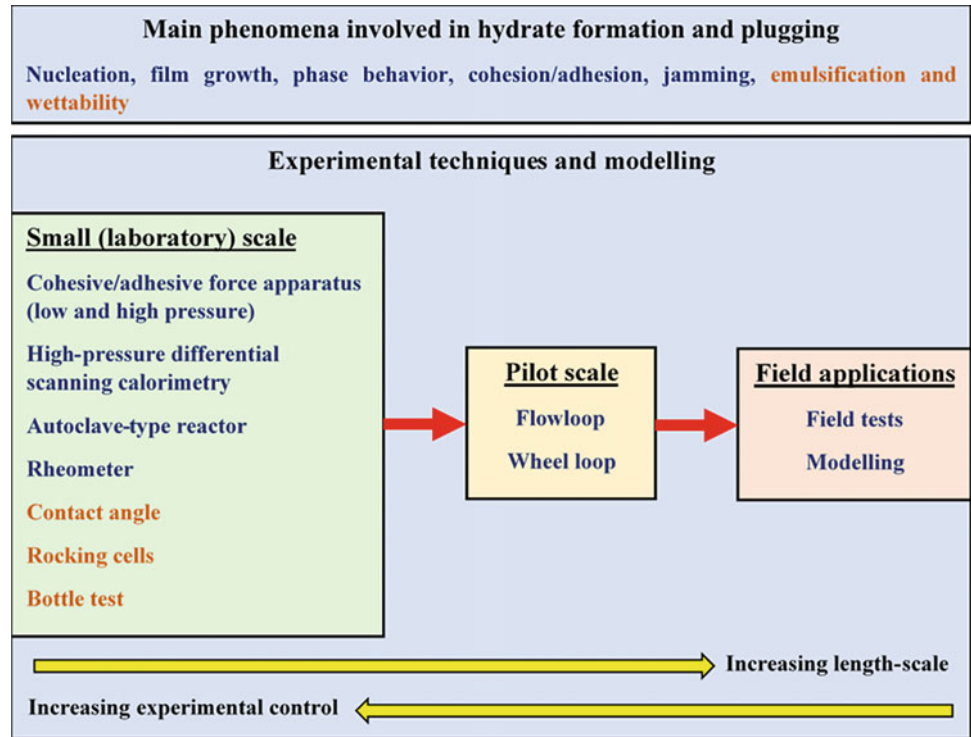 Main phenomena involved in hydrate formation and plugging
Nucleation, film growth, phase behavior, cohesion/adhesion, jamming, emulsification and
wettability
Experimental techniques and modelling
Small (laboratory) scale
Cohesive/adhesive force apparatus
(low and high pressure)
High-pressure differential
scanning calorimetry
Autoclave-type reactor
Rheometer
Contact angle
Rocking cells
Bottle test
Pilot scale
Flowloop
Wheel loop
Field applications
Field tests
Modelling
Increasing length-scale
Increasing experimental control